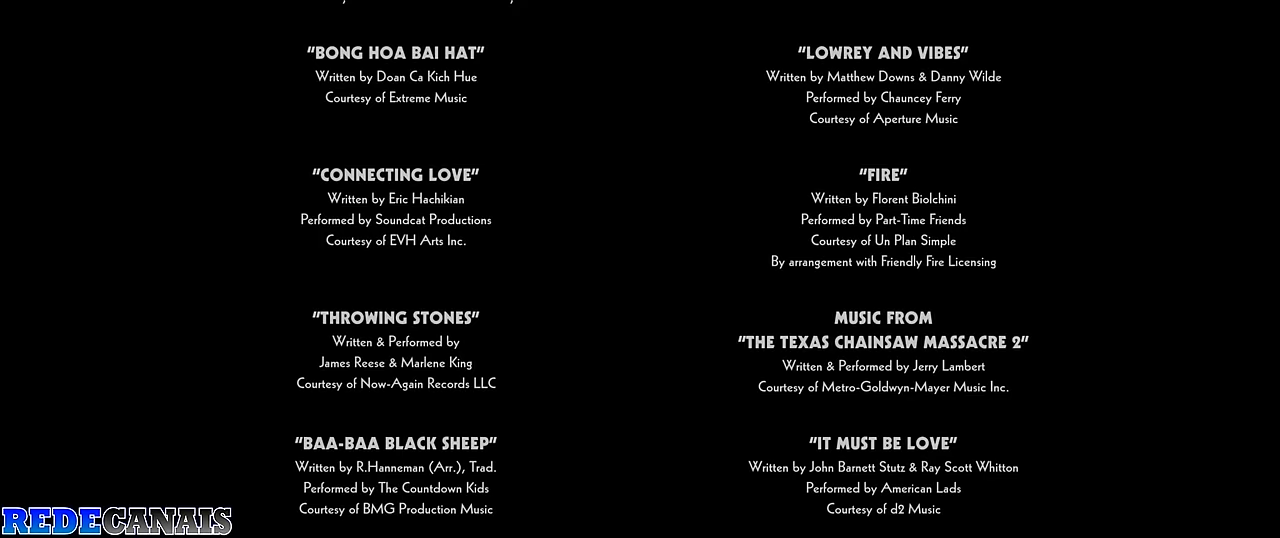 "BONG HOA BAI HAT"
Written by Doan Ca Kich Hue
Courtesy of Extreme Music
"CONNECTING LOVE"
Written by Eric Hachikian
Performed by Soundcat Productions
Courtesy of EVH Arts Inc.
"THROWING STONES"
Written & Performed by
James Reese & Marlene King
Courtesy of Now-Again Records LLC
"BAA-BAA BLACK SHEEP"
Written by R.Hanneman (Arr.), Trad.
Performed by The Countdown Kids
Courtesy of BMG Production Music
"LOWREY AND VIBES"
Written by Matthew Downs & Danny Wilde
Performed by Chauncey Ferry
Courtesy of Aperture Music
"FIRE"
Written by Florent Biolchini
Performed by Part-Time Friends
Courtesy of Un Plan Simple
By arrangement with Friendly Fire Licensing
MUSIC FROM
"THE TEXAS CHAINSAW MASSACRE 2"
Written & Performed by Jerry Lambert
Courtesy of Metro-Goldwyn-Mayer Music Inc.
"IT MUST BE LOVE"
Written by John Barnett Stutz & Ray Scott Whitton
Performed by American Lads
Courtesy of d2 Music
REDECANAIS